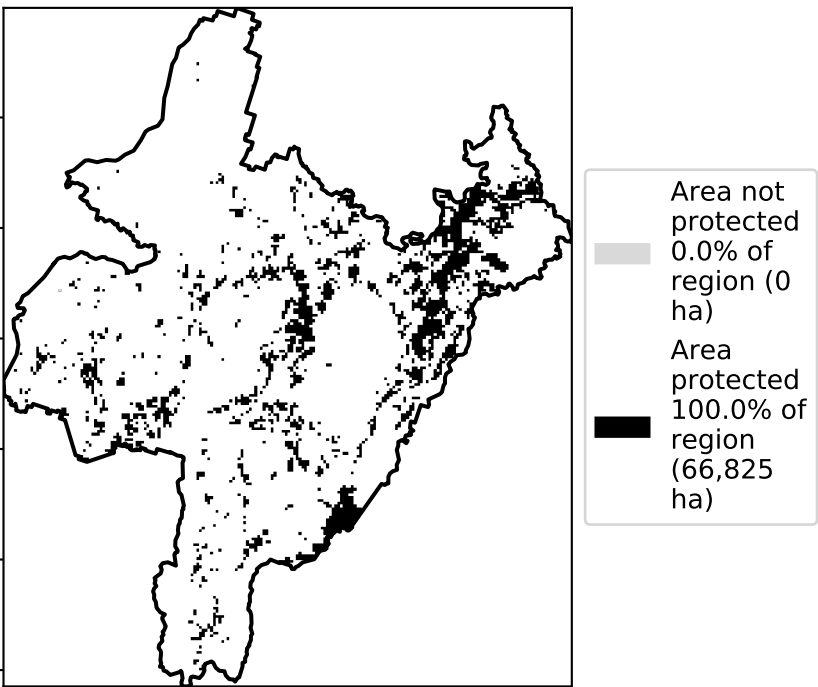 Area not
protected
0.0% of
region (0
ha)
Area
protected
100.0% of
region
(66,825
ha)